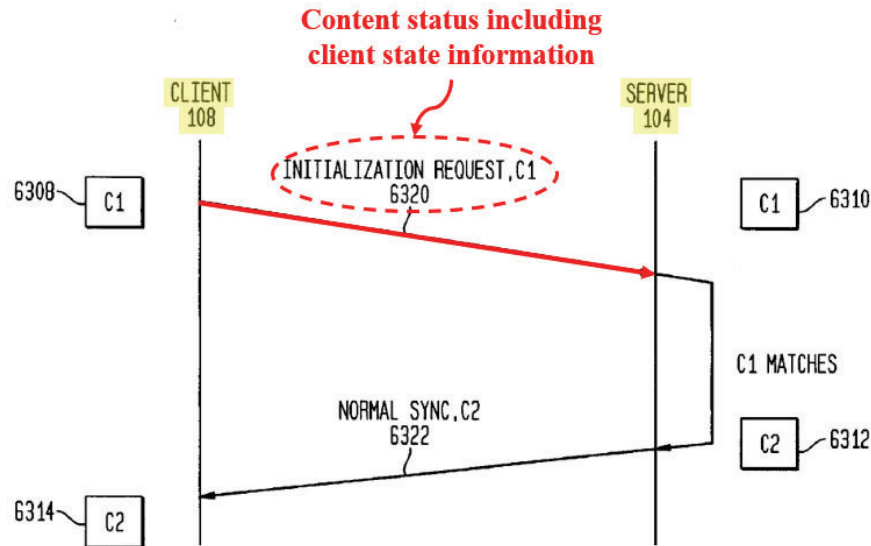 Content status including
client state information
CLIENT
108
SERVER
104
INITIALIZATION REQUEST,C1
6320
6308
C1
C1
6310
C1 MATCHES
NORMAL SYNC,C2
6322
C2
6312
6314
C2